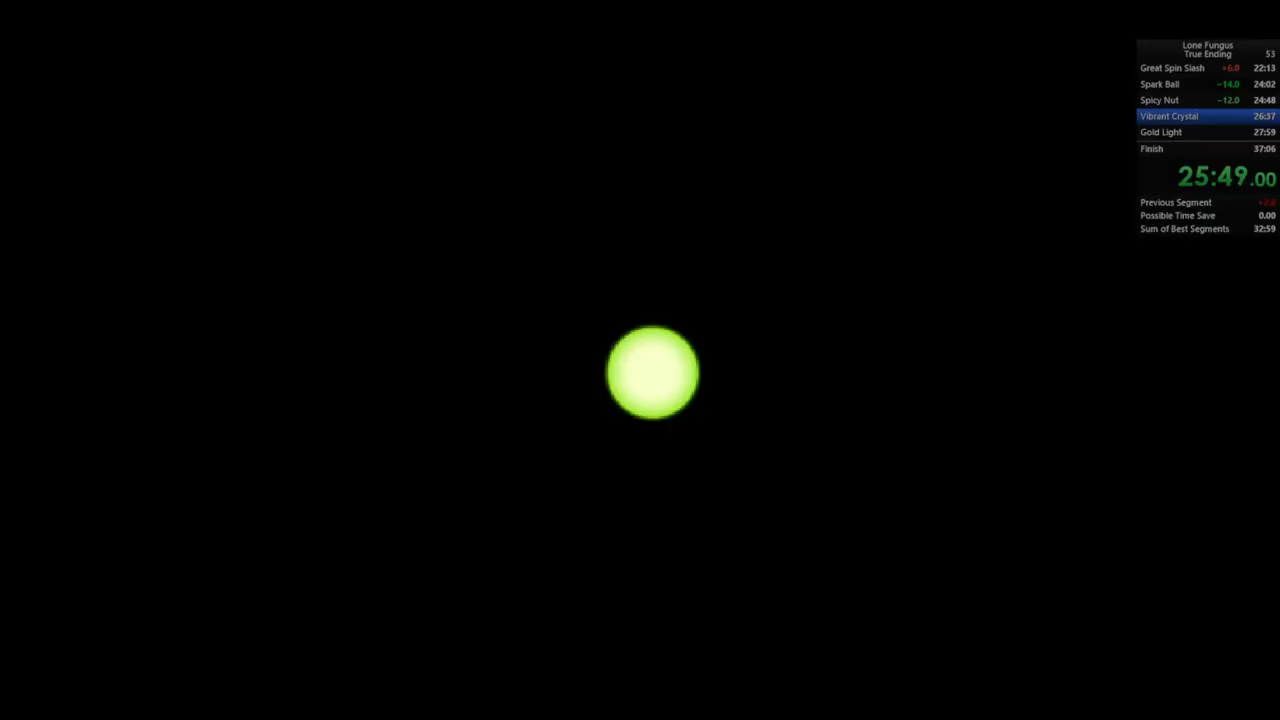 Lone Fungus
True Ending 53
Great Spin Slash +6.0 22:13
Spark Ball −14.0 24:02
Spicy Nut −12.0 24:48
Vibrant Crystal 26:37
Gold Light 27:59
Finish 37:06
25:49.00
Previous Segment +2.0
Possible Time Save 0.00
Sum of Best Segments 32:59